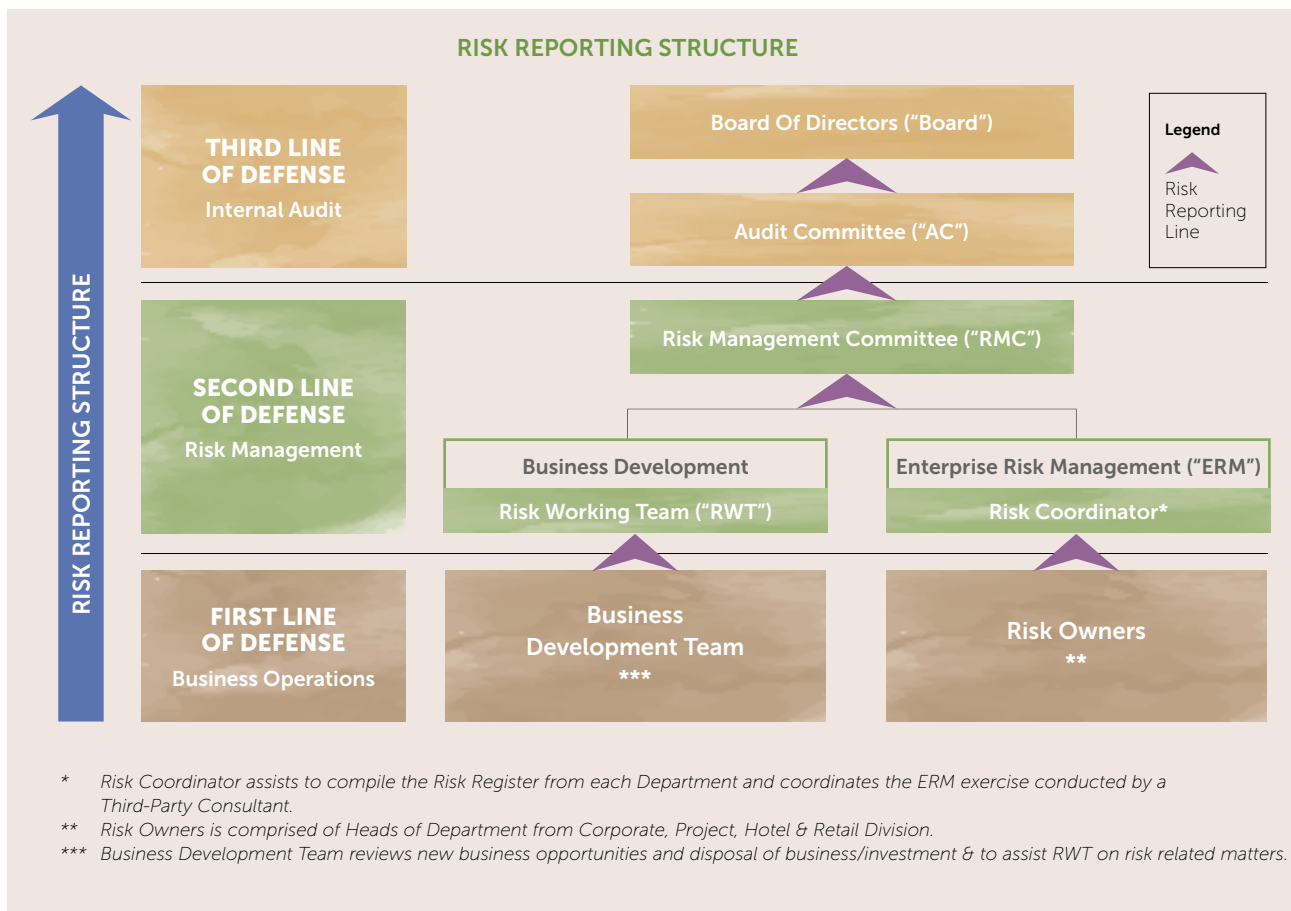 RISK REPORTING STRUCTURE
RISK REPORTING STRUCTURE
THIRD LINE
OF DEFENSE
Internal Audit
Board Of Directors (“Board”)
Audit Committee (“AC”)
Legend
Risk
Reporting
Line
SECOND LINE
OF DEFENSE
Risk Management
Risk Management Committee (“RMC”)
Business Development
Risk Working Team (“RWT”)
Enterprise Risk Management (“ERM”)
Risk Coordinator*
FIRST LINE
OF DEFENSE
Business Operations
Business
Development Team
***
Risk Owners
**
* Risk Coordinator assists to compile the Risk Register from each Department and coordinates the ERM exercise conducted by a
Third-Party Consultant.
** Risk Owners is comprised of Heads of Department from Corporate, Project, Hotel & Retail Division.
*** Business Development Team reviews new business opportunities and disposal of business/investment & to assist RWT on risk related matters.